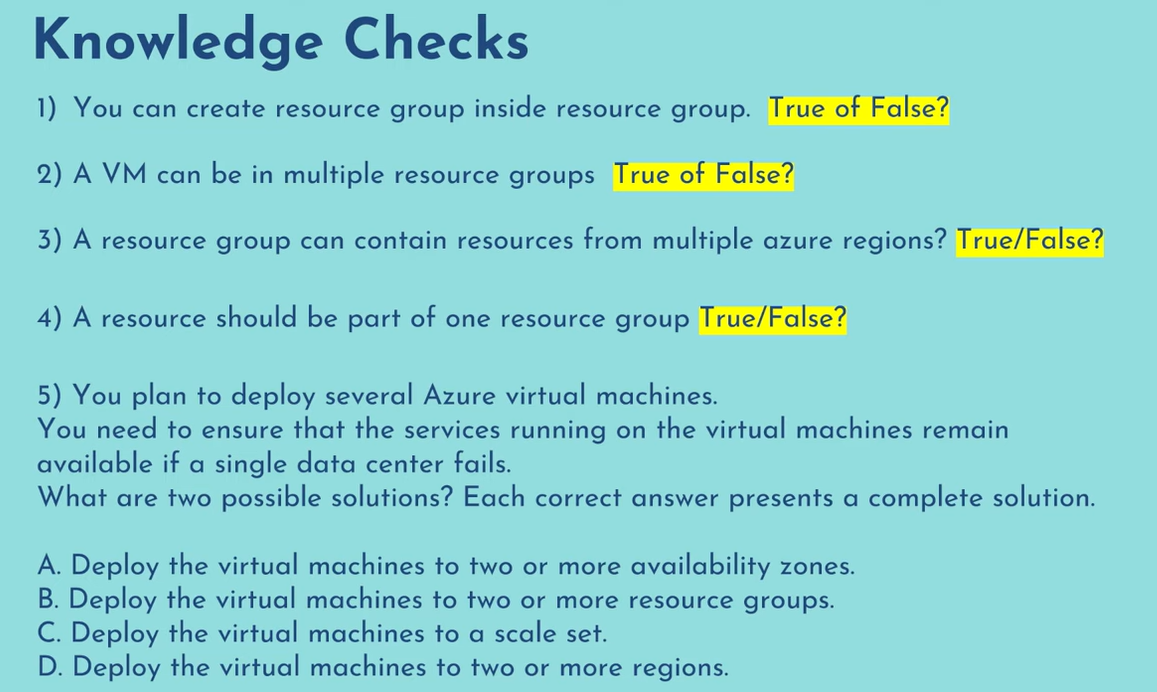 Knowledge Checks
1) You can create resource group inside resource group. True of False?
2) A VM can be in multiple resource groups True of False?
3) A resource group can contain resources from multiple azure regions? True/False?
4) A resource should be part of one resource group True/False?
5) You plan to deploy several Azure virtual machines.
You need to ensure that the services running on the virtual machines remain
available if a single data center fails.
What are two possible solutions? Each correct answer presents a complete solution.
A. Deploy the virtual machines to two or more availability zones.
B. Deploy the virtual machines to two or more resource groups.
C. Deploy the virtual machines to a scale set.
D. Deploy the virtual machines to two or more regions.